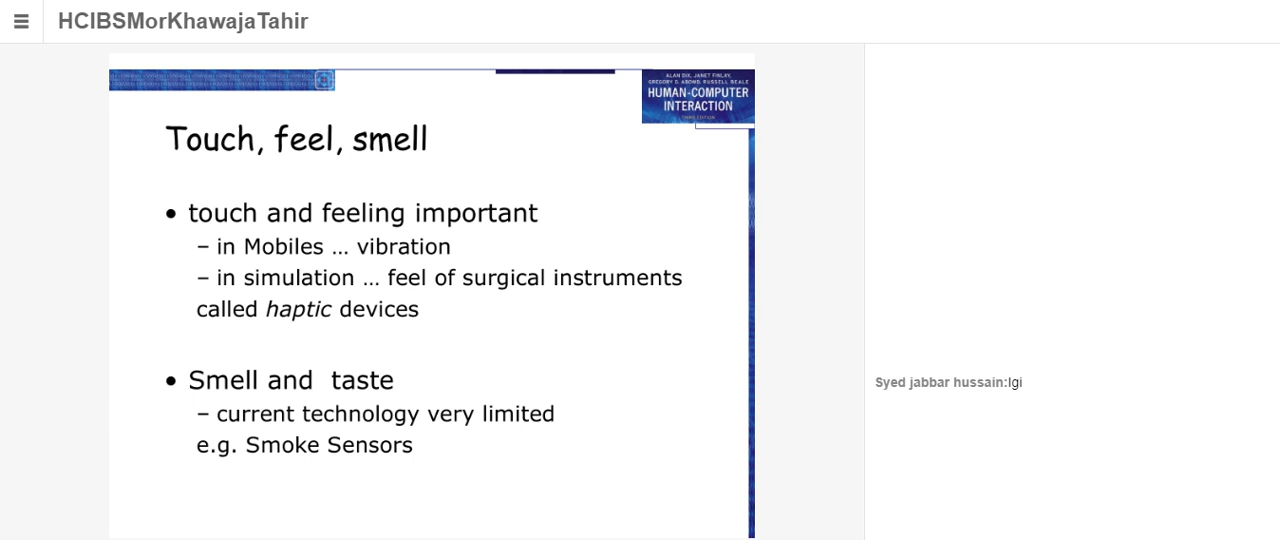 HCIBSMorKhawajaTahir
ALAN DIX, JANET FINLAY,
GREGORY D. ABOWD, RUSSELL BEALE
HUMAN-COMPUTER
INTERACTION
THIRD EDITION
Touch, feel, smell
• touch and feeling important
– in Mobiles … vibration
– in simulation … feel of surgical instruments
called haptic devices
• Smell and taste
– current technology very limited
e.g. Smoke Sensors
Syed jabbar hussain:lgi